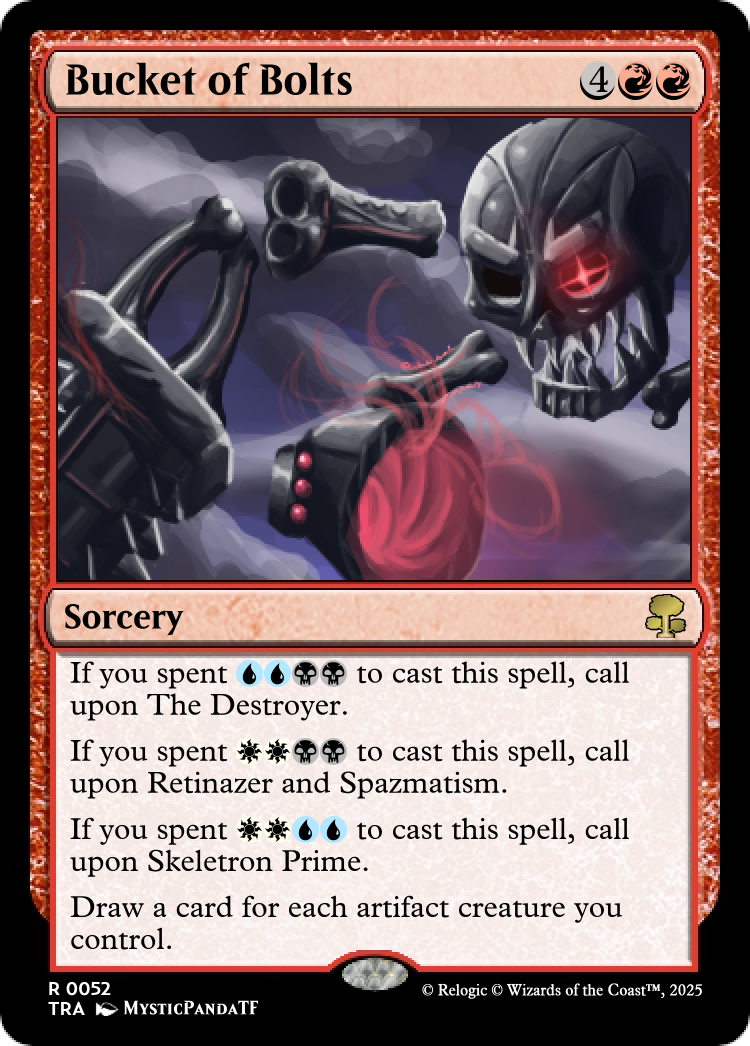 Bucket of Bolts 4
Sorcery
If you spent to cast this spell, call
upon The Destroyer.
If you spent to cast this spell, call
upon Retinazer and Spazmatism.
If you spent to cast this spell, call
upon Skeletron Prime.
Draw a card for each artifact creature you
control.
R 0052
TRA MysticPandaTF
© Relogic © Wizards of the Coast™, 2025